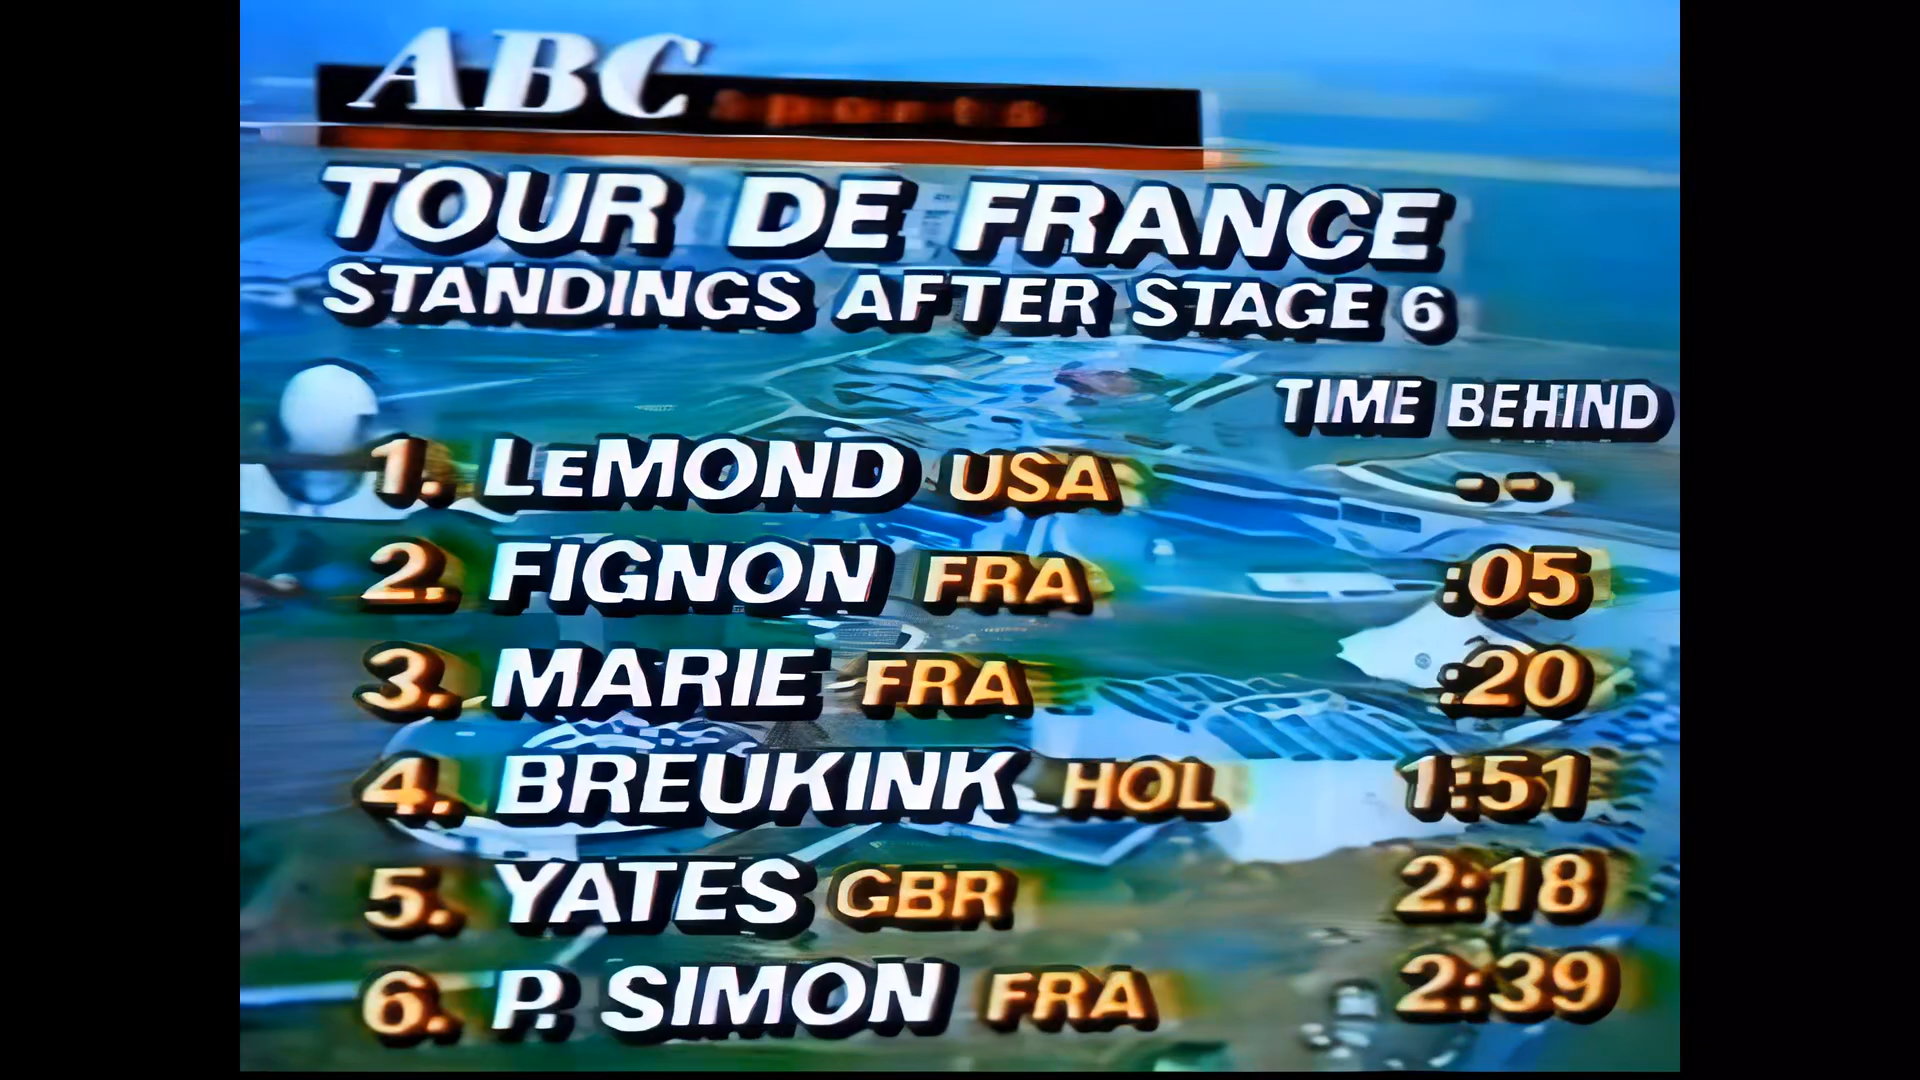 ABC sports
TOUR DE FRANCE
STANDINGS AFTER STAGE 6
TIME BEHIND
1. LeMOND USA --
2. FIGNON FRA :05
3. MARIE FRA :20
4. BREUKINK HOL 1:51
5. YATES GBR 2:18
6. P. SIMON FRA 2:39